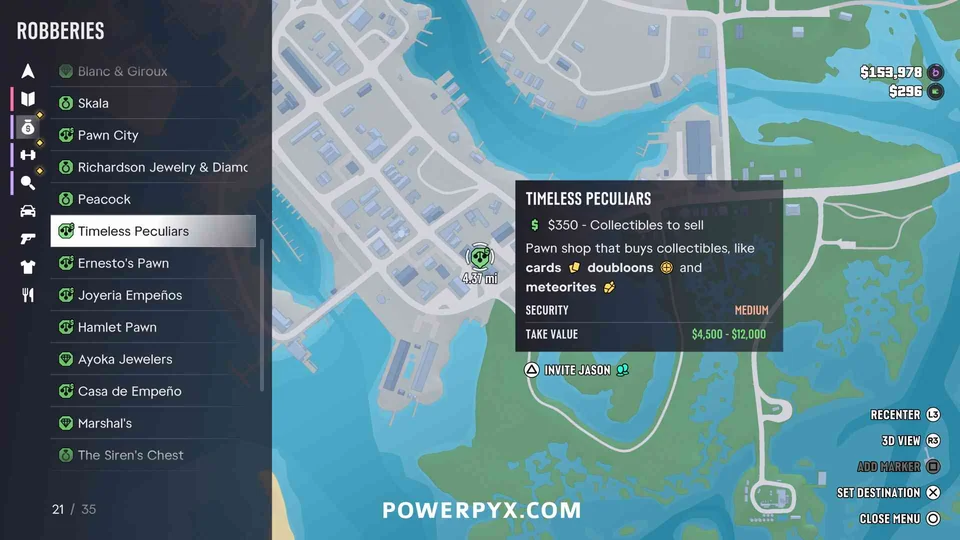 ROBBERIES
Blanc & Giroux
Skala
Pawn City
Richardson Jewelry & Diamo
Peacock
Timeless Peculiars
Ernesto's Pawn
Joyeria Empeños
Hamlet Pawn
Ayoka Jewelers
Casa de Empeño
Marshal's
The Siren's Chest
21 / 35
$153,978
$296
4.37 mi
TIMELESS PECULIARS
$ $350 - Collectibles to sell
Pawn shop that buys collectibles, like
cards doubloons and
meteorites
SECURITY MEDIUM
TAKE VALUE $4,500 - $12,000
INVITE JASON
RECENTER L3
3D VIEW R3
ADD MARKER
SET DESTINATION
CLOSE MENU
POWERPYX.COM